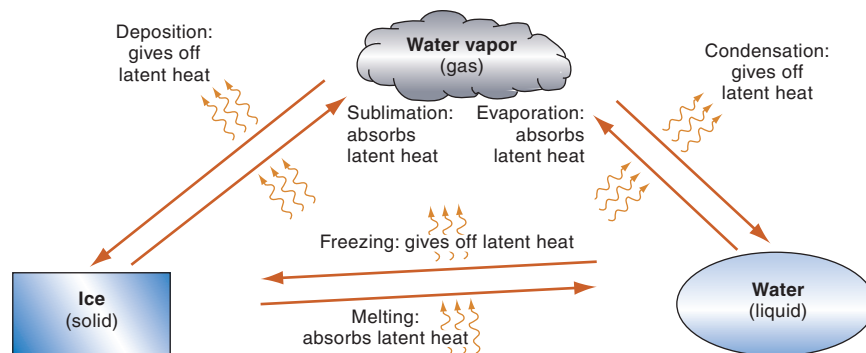 Deposition:
gives off
latent heat
Water vapor
(gas)
Condensation:
gives off
latent heat
Sublimation:
absorbs
latent heat
Evaporation:
absorbs
latent heat
Freezing: gives off latent heat
Ice
(solid)
Water
(liquid)
Melting:
absorbs latent heat